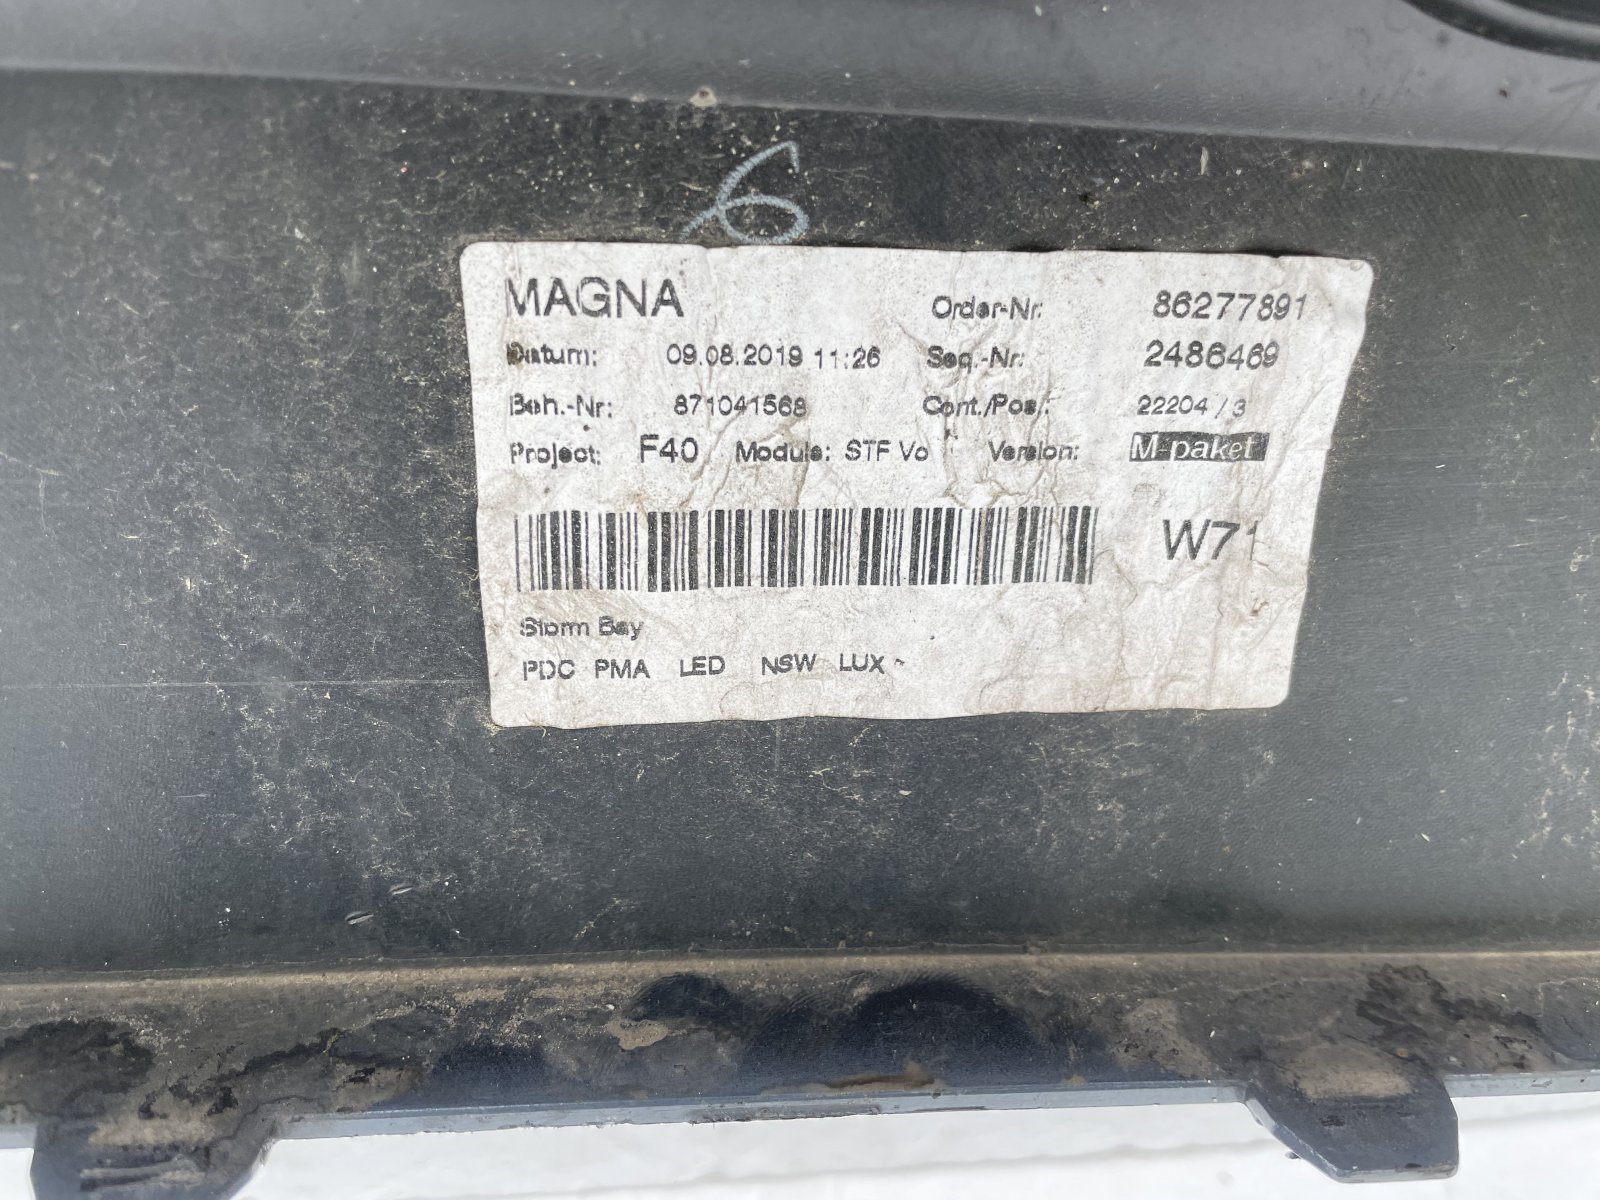 6
MAGNA Order-Nr: 86277891
Datum: 09.08.2019 11:26 Seq.-Nr: 2486469
Beh.-Nr: 871041568 Cont./Pos.: 22204 / 3
Project: F40 Module: STF Vo Version: M-paket
W71
Storm Bay
PDC PMA LED NSW LUX